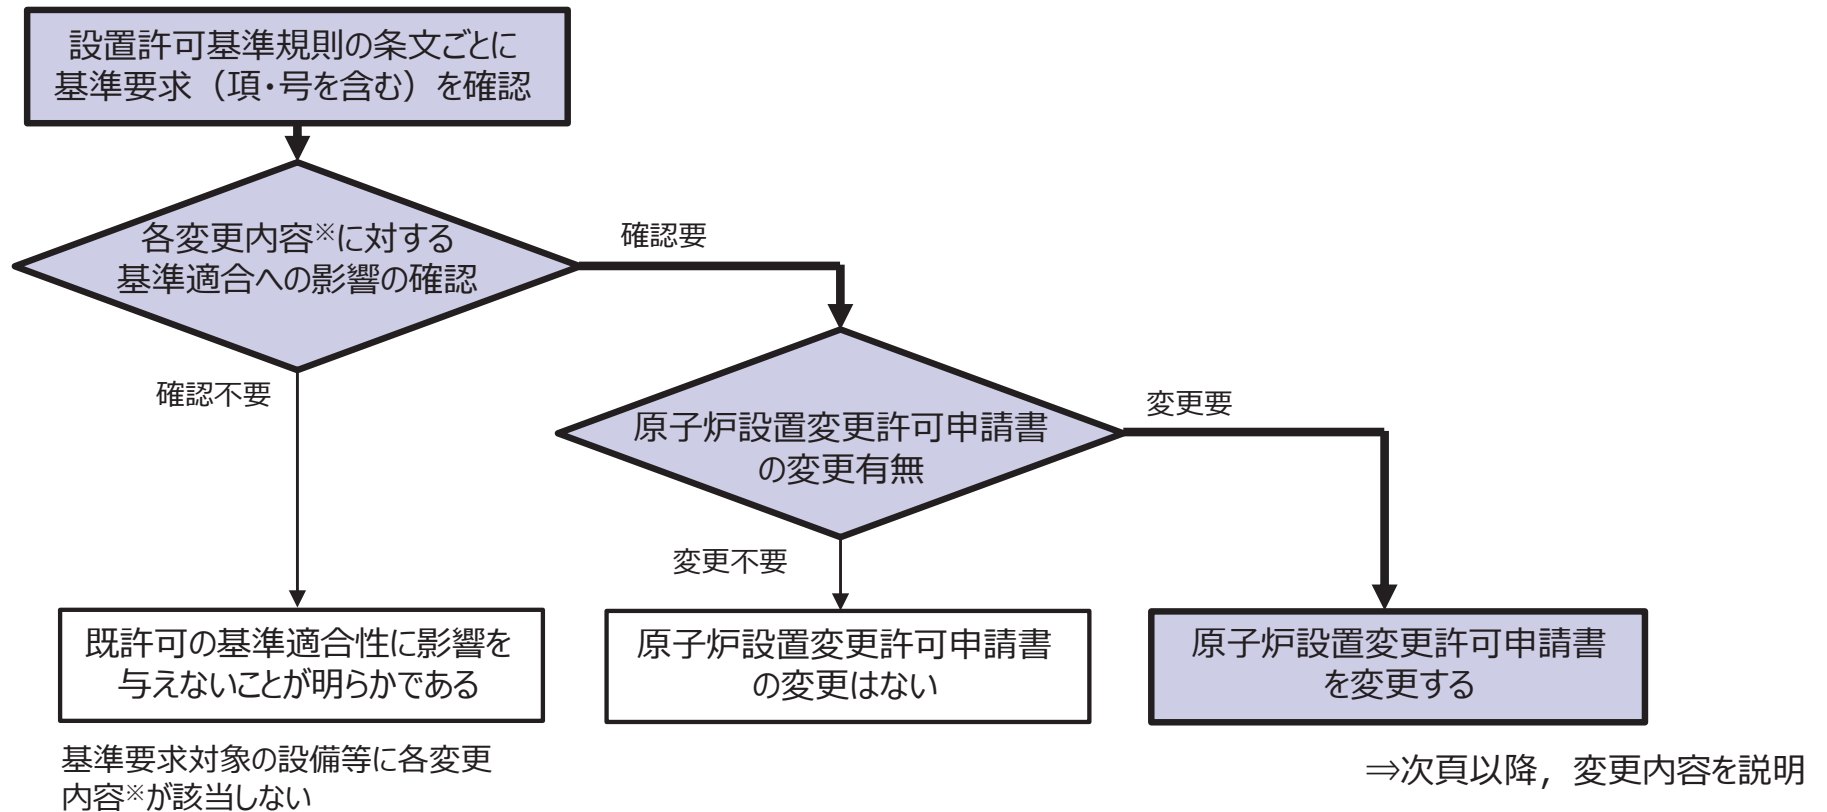 設置許可基準規則の条文ごとに
基準要求（項・号を含む）を確認
各変更内容※に対する
基準適合への影響の確認
確認要
確認不要
原子炉設置変更許可申請書
の変更有無
変更要
変更不要
既許可の基準適合性に影響を
与えないことが明らかである
原子炉設置変更許可申請書
の変更はない
原子炉設置変更許可申請書
を変更する
基準要求対象の設備等に各変更
内容※が該当しない
⇒次頁以降，変更内容を説明